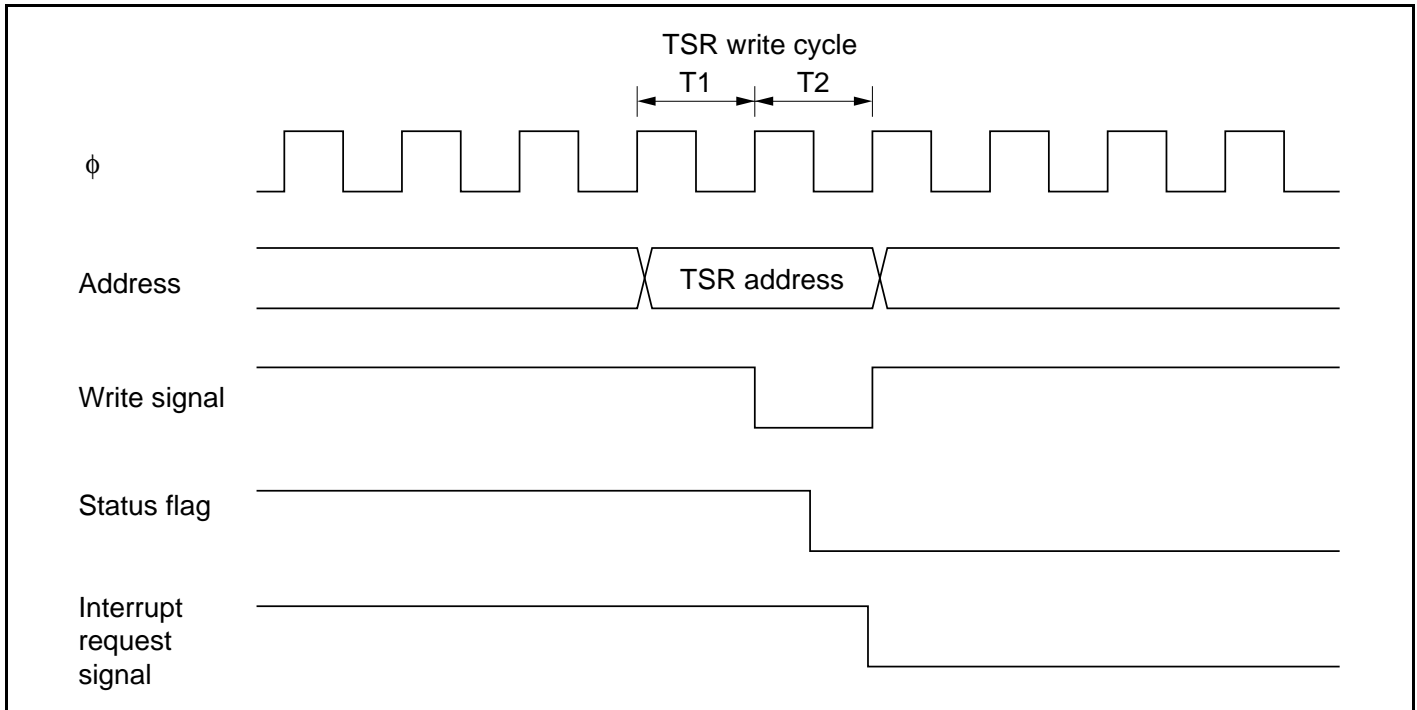 TSR write cycle
T1 T2
ϕ
Address
TSR address
Write signal
Status flag
Interrupt
request
signal